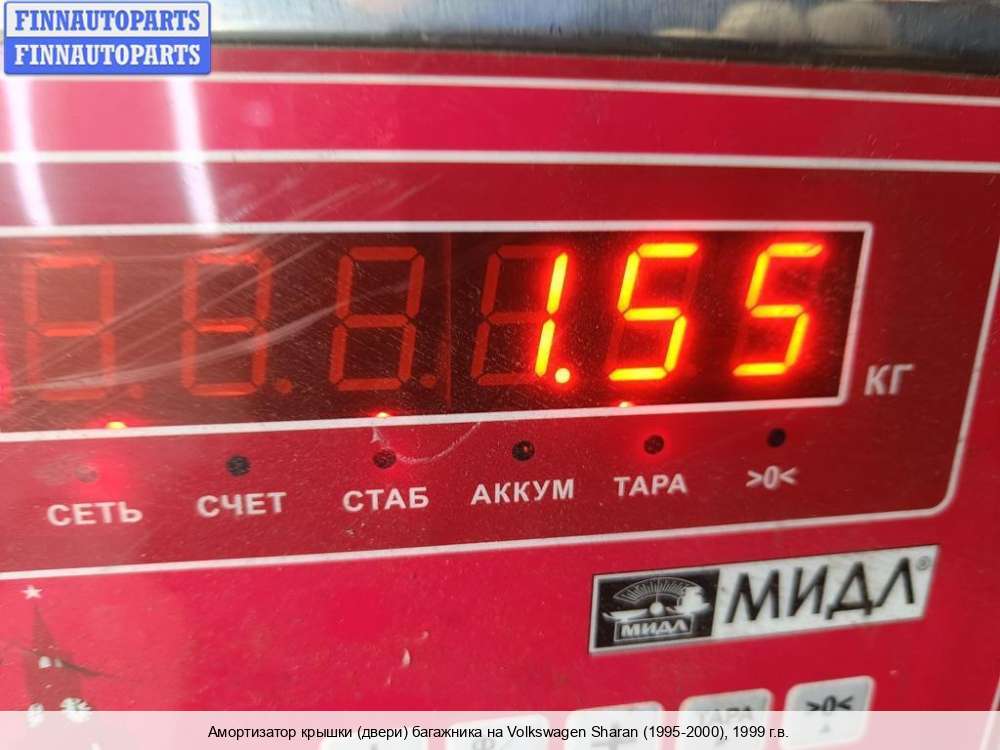 FINNAUTOPARTS
FINNAUTOPARTS
1.55
КГ
СЕТЬ СЧЕТ СТАБ АККУМ ТАРА >0<
МИДЛ МИДЛ®
ТАРА >0<
Амортизатор крышки (двери) багажника на Volkswagen Sharan (1995-2000), 1999 г.в.